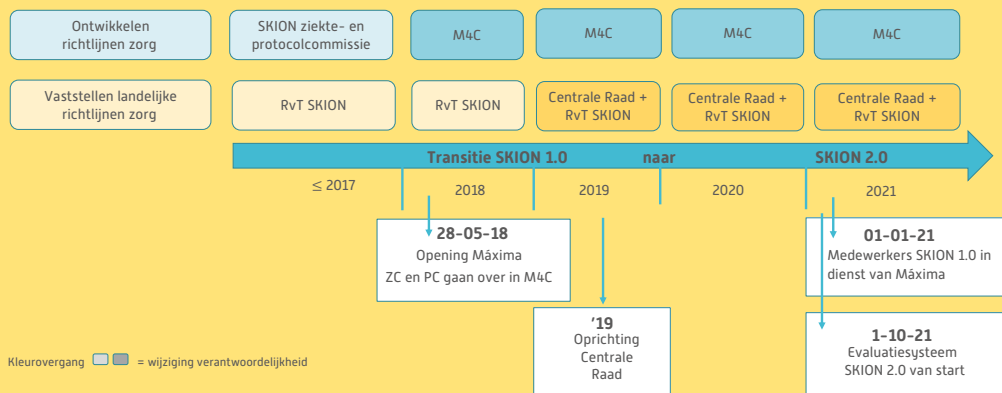 Ontwikkelen
richtlijnen zorg
SKION ziekte- en
protocolcommissie
M4C
M4C
M4C
M4C
Vaststellen landelijke
richtlijnen zorg
RvT SKION
RvT SKION
Centrale Raad +
RvT SKION
Centrale Raad +
RvT SKION
Centrale Raad +
RvT SKION
Transitie SKION 1.0 naar SKION 2.0
≤ 2017
2018
2019
2020
2021
28-05-18
Opening Máxima
ZC en PC gaan over in M4C
01-01-21
Medewerkers SKION 1.0 in
dienst van Máxima
'19
Oprichting
Centrale
Raad
1-10-21
Evaluatiesysteem
SKION 2.0 van start
Kleurovergang = wijziging verantwoordelijkheid